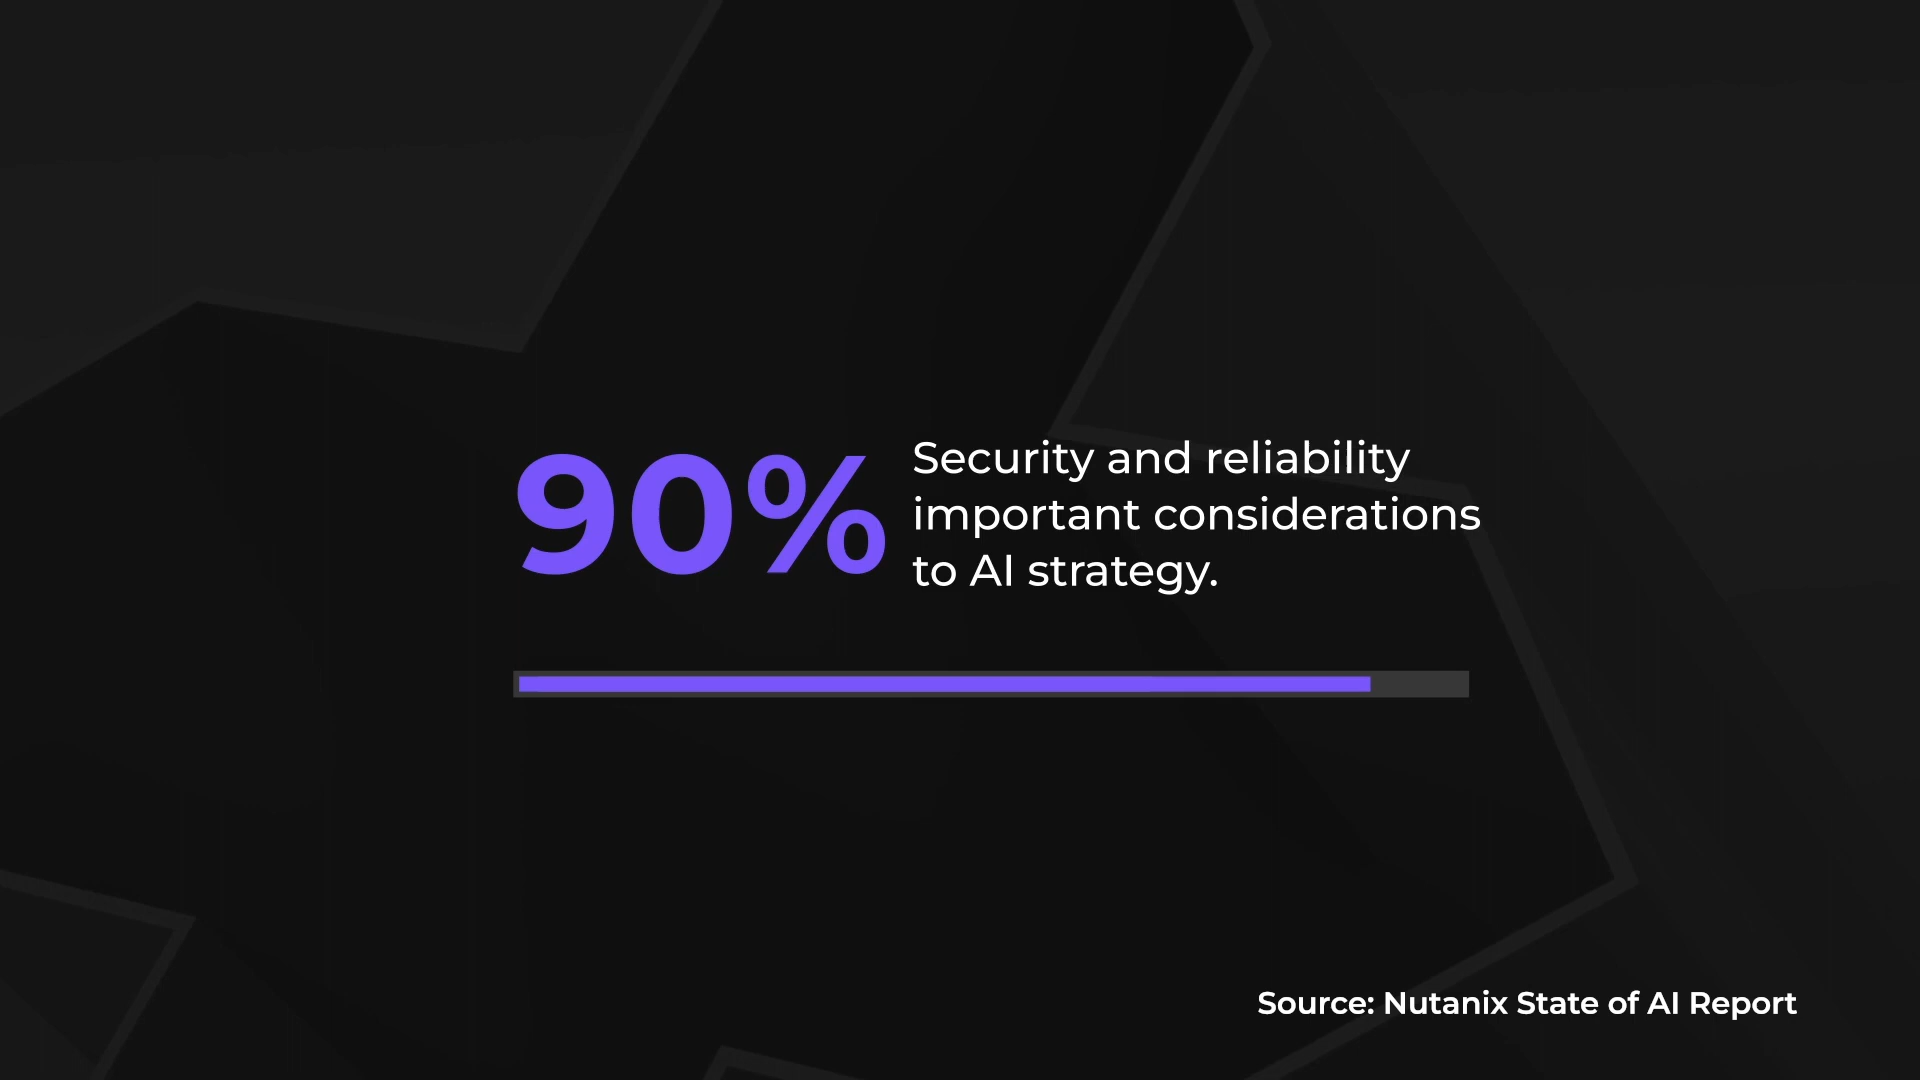 90%
Security and reliability
important considerations
to AI strategy.
Source: Nutanix State of AI Report